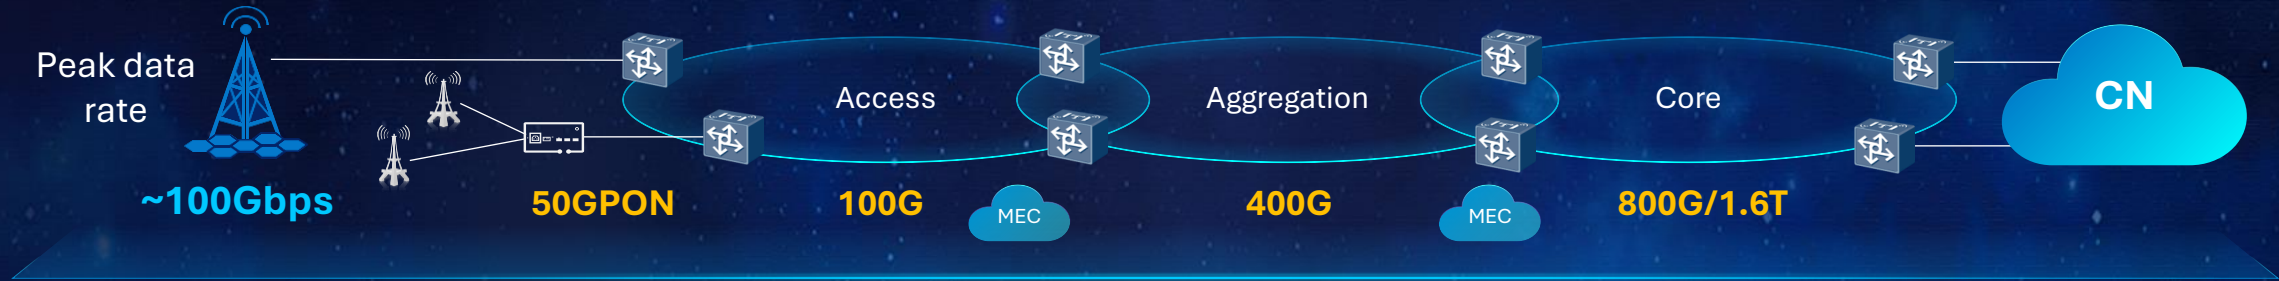 Peak data
rate
~100Gbps
50GPON
Access
100G
MEC
Aggregation
400G
MEC
Core
800G/1.6T
CN